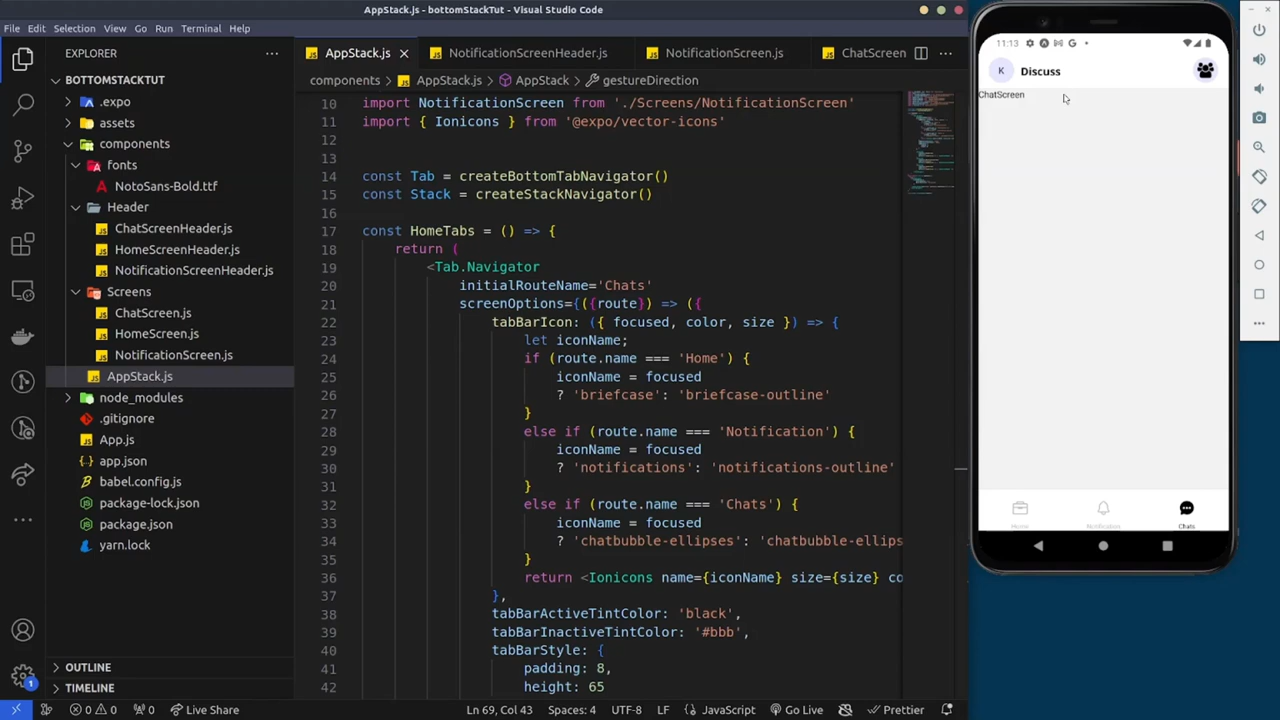 AppStack.js - bottomStackTut - Visual Studio Code
File Edit Selection View Go Run Terminal Help
EXPLORER
BOTTOMSTACKTUT
.expo
assets
components
fonts
NotoSans-Bold.ttf
Header
ChatScreenHeader.js
HomeScreenHeader.js
NotificationScreenHeader.js
Screens
ChatScreen.js
HomeScreen.js
NotificationScreen.js
AppStack.js
node_modules
.gitignore
App.js
app.json
babel.config.js
package-lock.json
package.json
yarn.lock
OUTLINE
TIMELINE
AppStack.js NotificationScreenHeader.js NotificationScreen.js ChatScreen
components > AppStack.js > AppStack > gestureDirection
10 import NotificationScreen from './Screens/NotificationScreen'
11 import { Ionicons } from '@expo/vector-icons'
12
13
14 const Tab = createBottomTabNavigator()
15 const Stack = createStackNavigator()
16
17 const HomeTabs = () => {
18 return (
19 <Tab.Navigator
20 initialRouteName='Chats'
21 screenOptions={({route}) => ({
22 tabBarIcon: ({ focused, color, size }) => {
23 let iconName;
24 if (route.name === 'Home') {
25 iconName = focused
26 ? 'briefcase': 'briefcase-outline'
27 }
28 else if (route.name === 'Notification') {
29 iconName = focused
30 ? 'notifications': 'notifications-outline'
31 }
32 else if (route.name === 'Chats') {
33 iconName = focused
34 ? 'chatbubble-ellipses': 'chatbubble-ellips
35 }
36 return <Ionicons name={iconName} size={size} co
37 },
38 tabBarActiveTintColor: 'black',
39 tabBarInactiveTintColor: '#bbb',
40 tabBarStyle: {
41 padding: 8,
42 height: 65
1
0 0 0 Live Share Ln 69, Col 43 Spaces: 4 UTF-8 LF JavaScript Go Live Prettier
11:13
K Discuss
ChatScreen
Home Notification Chats